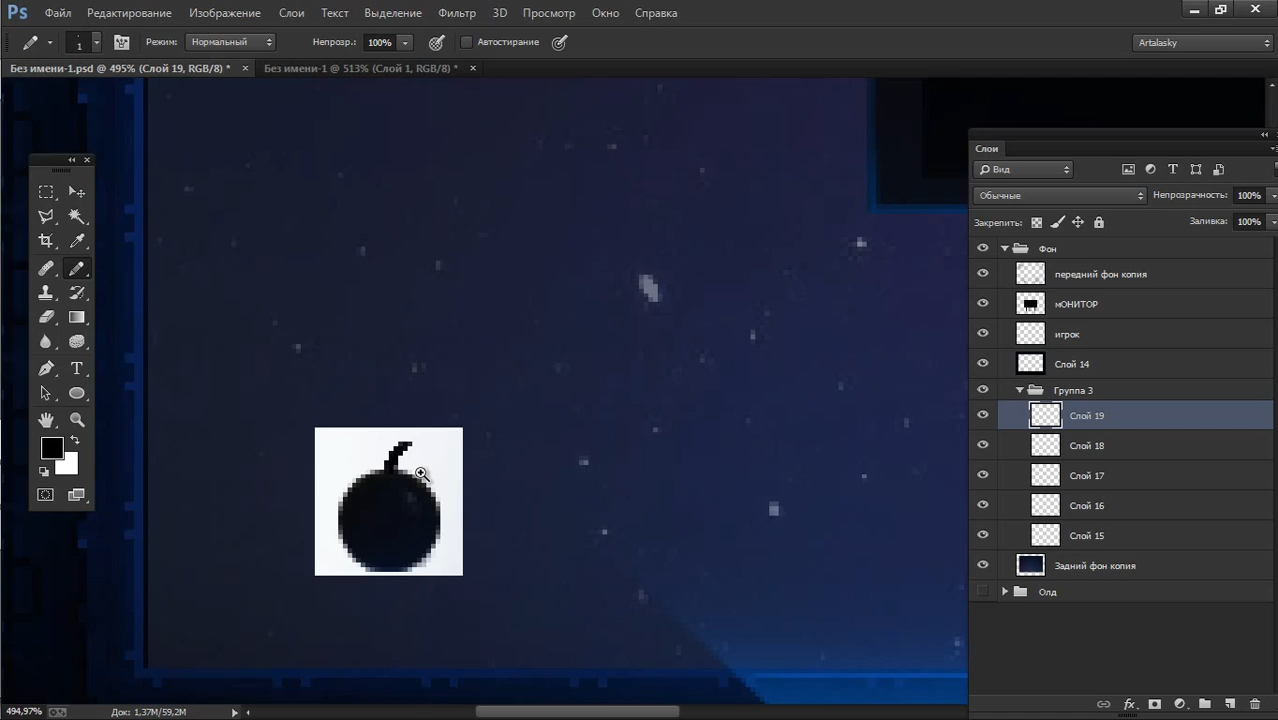 Ps Файл Редактирование Изображение Слои Текст Выделение Фильтр 3D Просмотр Окно Справка
1 Режим: Нормальный Непрозр.: 100% Автостирание Artalasky
Без имени-1.psd @ 495% (Слой 19, RGB/8) * × Без имени-1 @ 513% (Слой 1, RGB/8) * ×
Слои
Вид
Обычные Непрозрачность: 100%
Закрепить: Заливка: 100%
Фон
передний фон копия
мОНИТОР
игрок
Слой 14
Группа 3
Слой 19
Слой 18
Слой 17
Слой 16
Слой 15
Задний фон копия
Олд
494,97% Док: 1,37M/59,2M